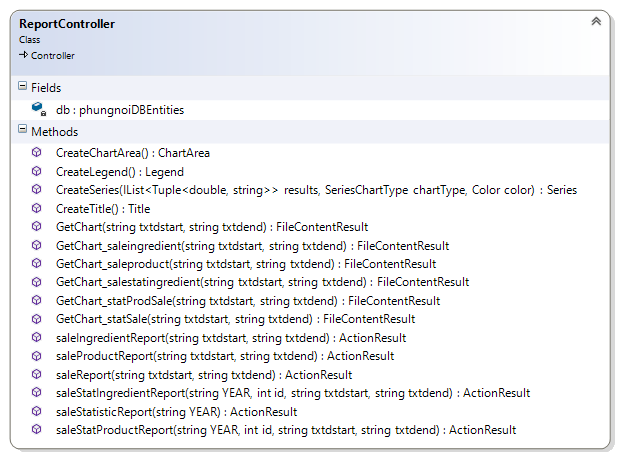 ReportController
Class
Controller
Fields
db : phungnoiDBEntities
Methods
CreateChartArea() : ChartArea
CreateLegend() : Legend
CreateSeries(IList<Tuple<double, string>> results, SeriesChartType chartType, Color color) : Series
CreateTitle() : Title
GetChart(string txtdstart, string txtdend) : FileContentResult
GetChart_saleingredient(string txtdstart, string txtdend) : FileContentResult
GetChart_saleproduct(string txtdstart, string txtdend) : FileContentResult
GetChart_salestatingredient(string txtdstart, string txtdend) : FileContentResult
GetChart_statProdSale(string txtdstart, string txtdend) : FileContentResult
GetChart_statSale(string txtdstart, string txtdend) : FileContentResult
saleIngredientReport(string txtdstart, string txtdend) : ActionResult
saleProductReport(string txtdstart, string txtdend) : ActionResult
saleReport(string txtdstart, string txtdend) : ActionResult
saleStatIngredientReport(string YEAR, int id, string txtdstart, string txtdend) : ActionResult
saleStatisticReport(string YEAR) : ActionResult
saleStatProductReport(string YEAR, int id, string txtdstart, string txtdend) : ActionResult